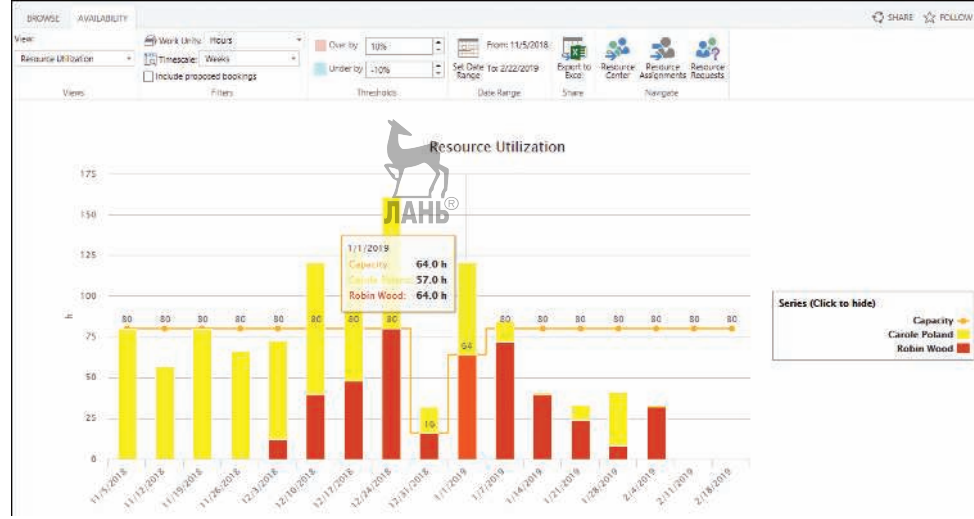 BROWSE AVAILABILITY
SHARE FOLLOW
View:
Resource Utilization
Views
Work Units: Hours
Timescale: Weeks
Include proposed bookings
Filters
Over by 10%
Under by -10%
Thresholds
From: 11/5/2018
Set Date Range To: 2/22/2019
Date Range
Export to Excel
Share
Resource Center
Resource Assignments
Resource Requests
Navigate
Resource Utilization
ЛАНЬ®
175
150
125
100
75
50
25
0
h
80 80 80 80 80 80 80 80 16 64 80 80 80 80 80 80 80
1/1/2019
Capacity: 64.0 h
Carole Poland: 57.0 h
Robin Wood: 64.0 h
11/5/2018
11/12/2018
11/19/2018
11/26/2018
12/3/2018
12/10/2018
12/17/2018
12/24/2018
12/31/2018
1/1/2019
1/7/2019
1/14/2019
1/21/2019
1/28/2019
2/4/2019
2/11/2019
2/18/2019
Series (Click to hide)
Capacity
Carole Poland
Robin Wood